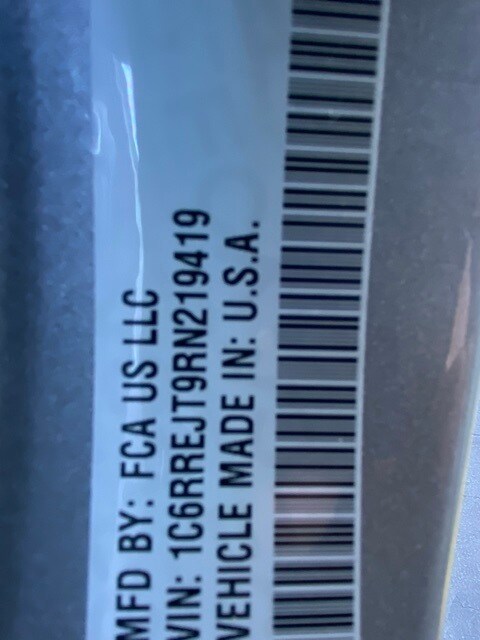 MFD BY: FCA US LLC
VIN: 1C6RREJT9RN219419
VEHICLE MADE IN: U.S.A.